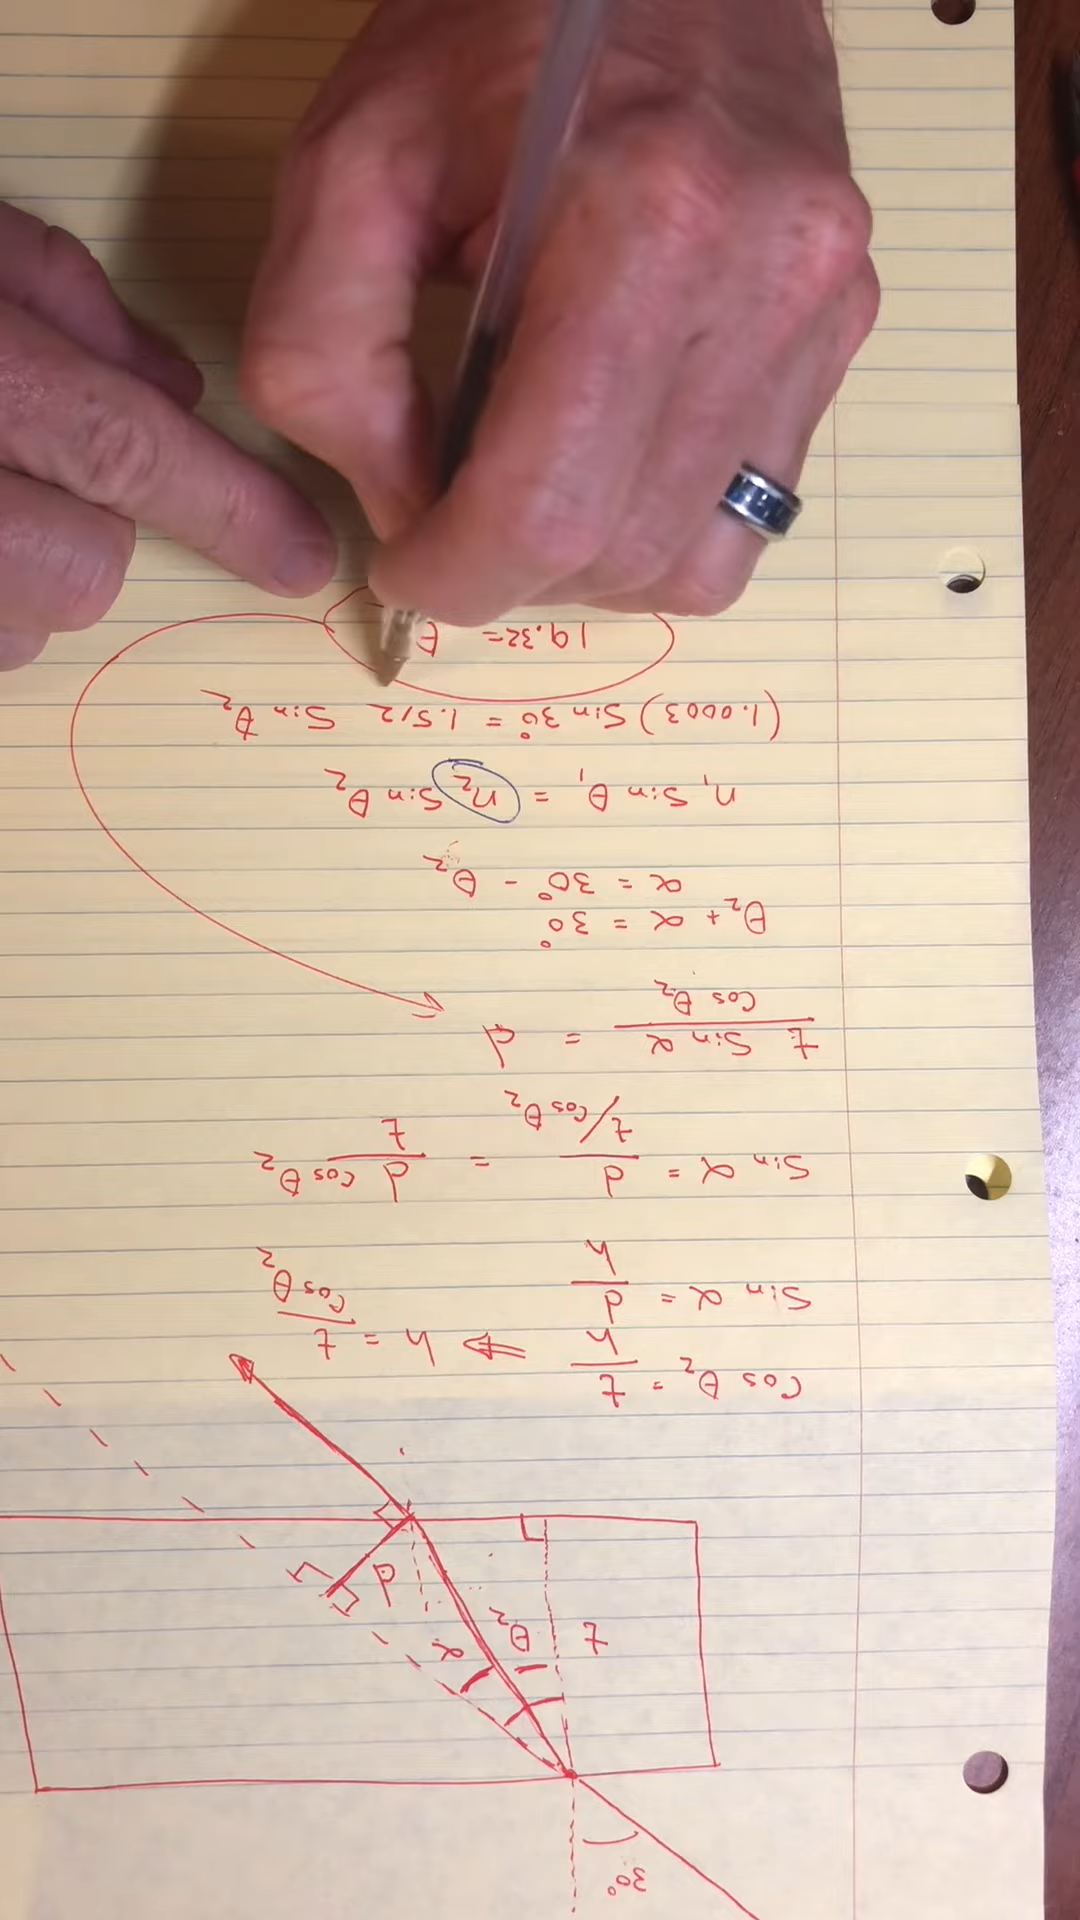 30°
t
θ₂
α
d
Cos θ₂ = t/h ⇒ h = t/Cos θ₂
Sin α = d/h
Sin α = d/(t/Cos θ₂) = d Cos θ₂/t
t Sin α/Cos θ₂ = d
θ₂ + α = 30°
α = 30° - θ₂
n₁ Sin θ₁ = n₂ Sin θ₂
(1.0003) Sin 30° = 1.512 Sin θ₂
19.32 = θ